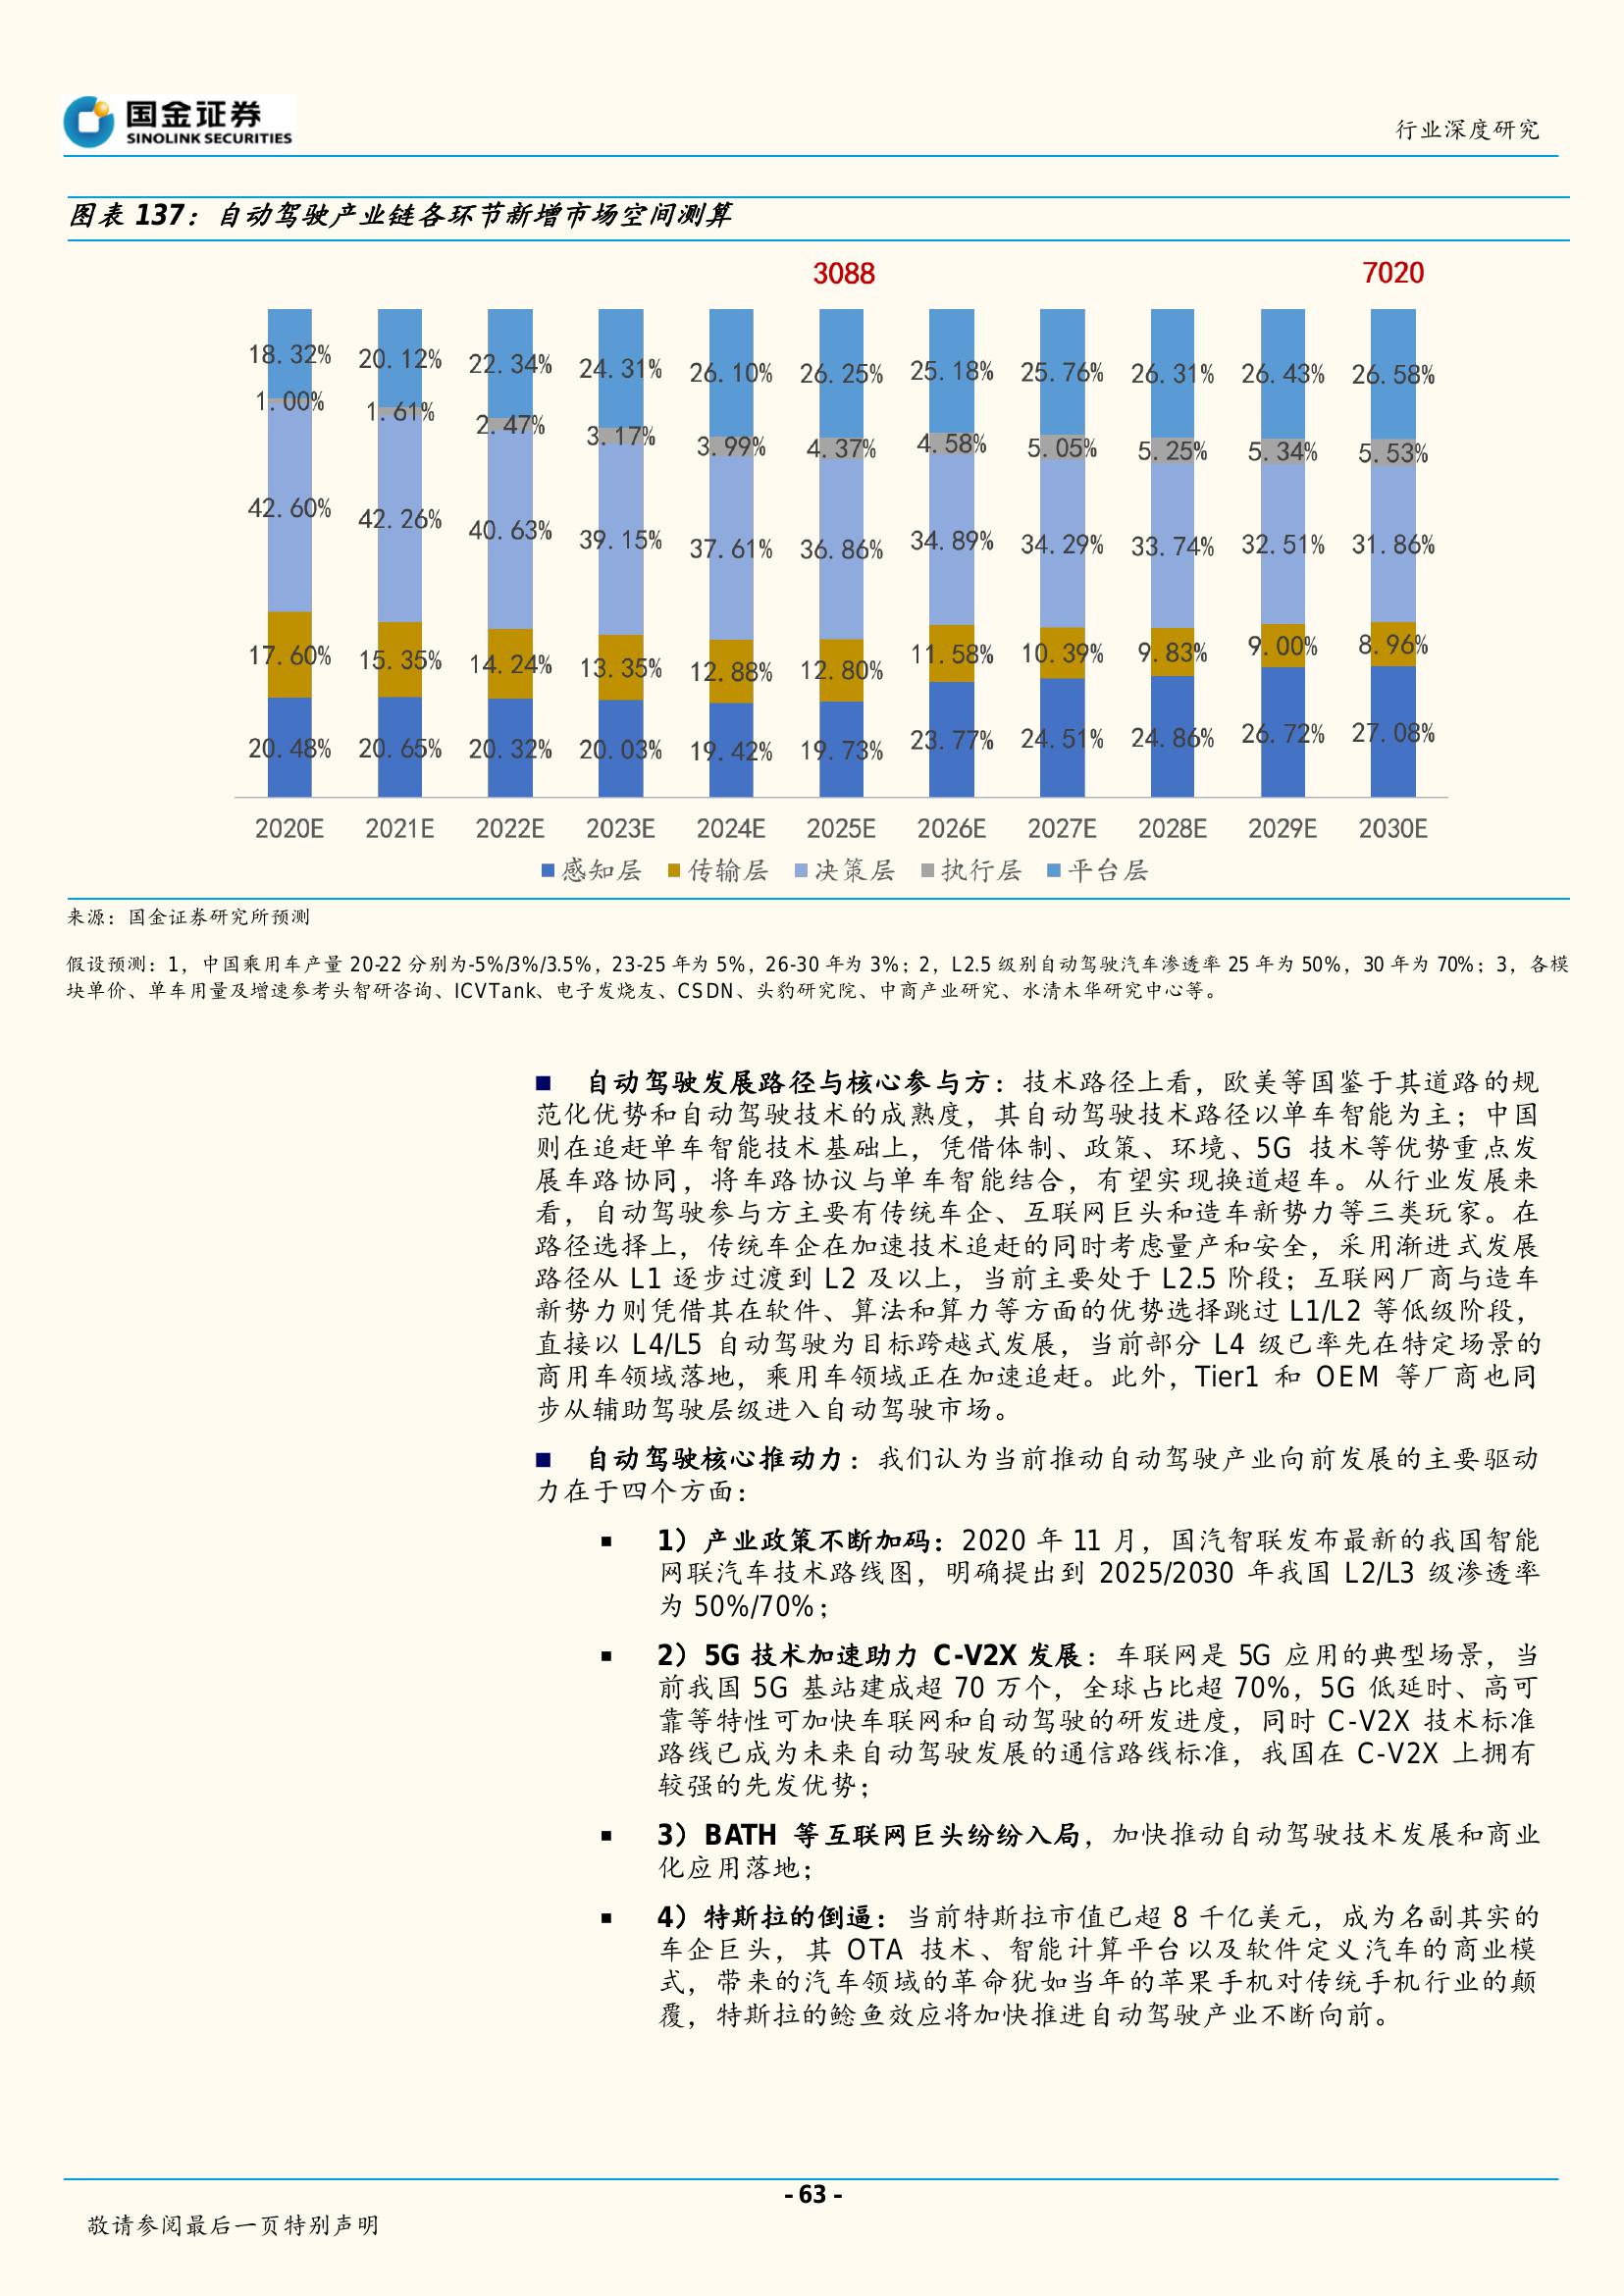 国金证券
SINOLINK SECURITIES
行业深度研究
图表 137：自动驾驶产业链各环节新增市场空间测算
3088 7020
18.32% 20.12% 22.34% 24.31% 26.10% 26.25% 25.18% 25.76% 26.31% 26.43% 26.58%
1.00% 1.61% 2.47% 3.17% 3.99% 4.37% 4.58% 5.05% 5.25% 5.34% 5.53%
42.60% 42.26% 40.63% 39.15% 37.61% 36.86% 34.89% 34.29% 33.74% 32.51% 31.86%
17.60% 15.35% 14.24% 13.35% 12.88% 12.80% 11.58% 10.39% 9.83% 9.00% 8.96%
20.48% 20.65% 20.32% 20.03% 19.42% 19.73% 23.77% 24.51% 24.86% 26.72% 27.08%
2020E 2021E 2022E 2023E 2024E 2025E 2026E 2027E 2028E 2029E 2030E
感知层 传输层 决策层 执行层 平台层
来源：国金证券研究所预测
假设预测：1，中国乘用车产量 20-22 分别为-5%/3%/3.5%，23-25 年为 5%，26-30 年为 3%；2，L2.5 级别自动驾驶汽车渗透率 25 年为 50%，30 年为 70%；3，各模
块单价、单车用量及增速参考头智研咨询、ICVTank、电子发烧友、CSDN、头豹研究院、中商产业研究、水清木华研究中心等。
■ 自动驾驶发展路径与核心参与方：技术路径上看，欧美等国鉴于其道路的规
范化优势和自动驾驶技术的成熟度，其自动驾驶技术路径以单车智能为主；中国
则在追赶单车智能技术基础上，凭借体制、政策、环境、5G 技术等优势重点发
展车路协同，将车路协议与单车智能结合，有望实现换道超车。从行业发展来
看，自动驾驶参与方主要有传统车企、互联网巨头和造车新势力等三类玩家。在
路径选择上，传统车企在加速技术追赶的同时考虑量产和安全，采用渐进式发展
路径从 L1 逐步过渡到 L2 及以上，当前主要处于 L2.5 阶段；互联网厂商与造车
新势力则凭借其在软件、算法和算力等方面的优势选择跳过 L1/L2 等低级阶段，
直接以 L4/L5 自动驾驶为目标跨越式发展，当前部分 L4 级已率先在特定场景的
商用车领域落地，乘用车领域正在加速追赶。此外，Tier1 和 OEM 等厂商也同
步从辅助驾驶层级进入自动驾驶市场。
■ 自动驾驶核心推动力：我们认为当前推动自动驾驶产业向前发展的主要驱动
力在于四个方面：
▪ 1）产业政策不断加码：2020 年 11 月，国汽智联发布最新的我国智能
网联汽车技术路线图，明确提出到 2025/2030 年我国 L2/L3 级渗透率
为 50%/70%；
▪ 2）5G 技术加速助力 C-V2X 发展：车联网是 5G 应用的典型场景，当
前我国 5G 基站建成超 70 万个，全球占比超 70%，5G 低延时、高可
靠等特性可加快车联网和自动驾驶的研发进度，同时 C-V2X 技术标准
路线已成为未来自动驾驶发展的通信路线标准，我国在 C-V2X 上拥有
较强的先发优势；
▪ 3）BATH 等互联网巨头纷纷入局，加快推动自动驾驶技术发展和商业
化应用落地；
▪ 4）特斯拉的倒逼：当前特斯拉市值已超 8 千亿美元，成为名副其实的
车企巨头，其 OTA 技术、智能计算平台以及软件定义汽车的商业模
式，带来的汽车领域的革命犹如当年的苹果手机对传统手机行业的颠
覆，特斯拉的鲶鱼效应将加快推进自动驾驶产业不断向前。
- 63 -
敬请参阅最后一页特别声明